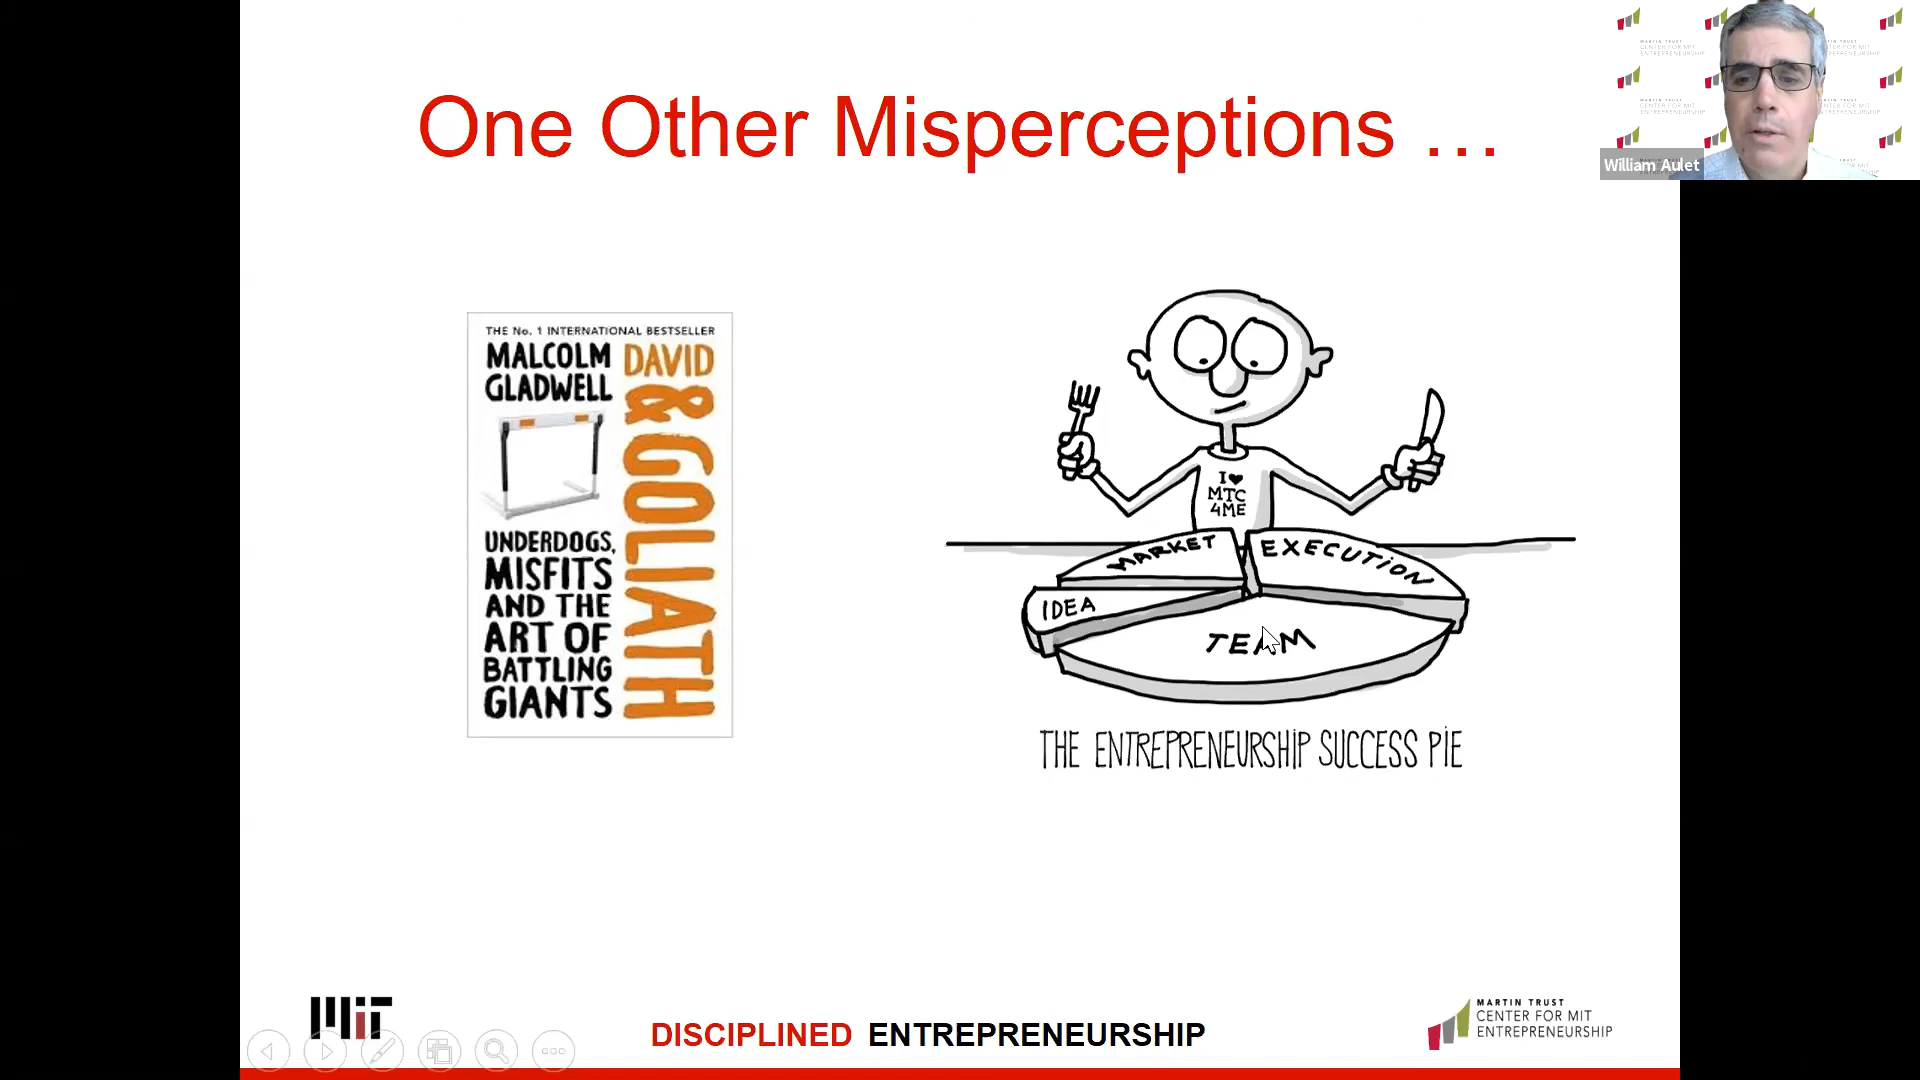 One Other Misperceptions ...
William Aulet
THE No. 1 INTERNATIONAL BESTSELLER
MALCOLM
GLADWELL
DAVID
& GOLIATH
UNDERDOGS,
MISFITS
AND THE
ART OF
BATTLING
GIANTS
I ♥
MTC
4ME
MARKET
EXECUTION
IDEA
TEAM
THE ENTREPRENEURSHIP SUCCESS PIE
MIT
DISCIPLINED ENTREPRENEURSHIP
MARTIN TRUST
CENTER FOR MIT
ENTREPRENEURSHIP